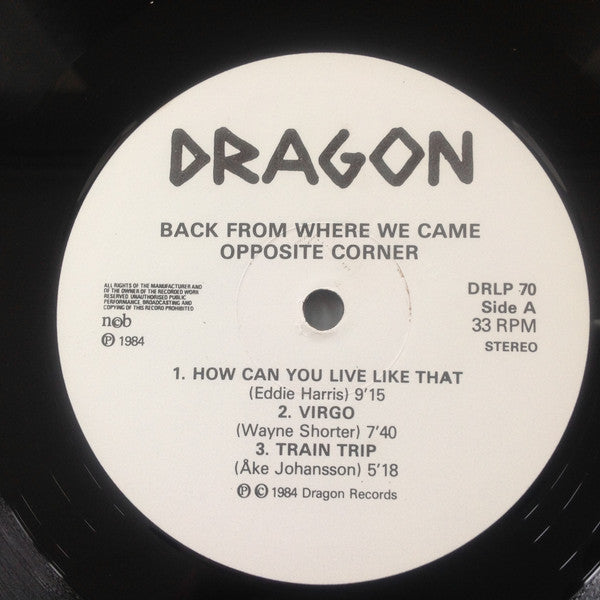 DRAGON
BACK FROM WHERE WE CAME
OPPOSITE CORNER
ALL RIGHTS OF THE MANUFACTURER AND
OF THE OWNER OF THE RECORDED WORK
RESERVED. UNAUTHORISED PUBLIC
PERFORMANCE, BROADCASTING AND
COPYING OF THIS RECORD PROHIBITED
n©b
℗ 1984
DRLP 70
Side A
33 RPM
STEREO
1. HOW CAN YOU LIVE LIKE THAT
(Eddie Harris) 9'15
2. VIRGO
(Wayne Shorter) 7'40
3. TRAIN TRIP
(Åke Johansson) 5'18
℗ © 1984 Dragon Records